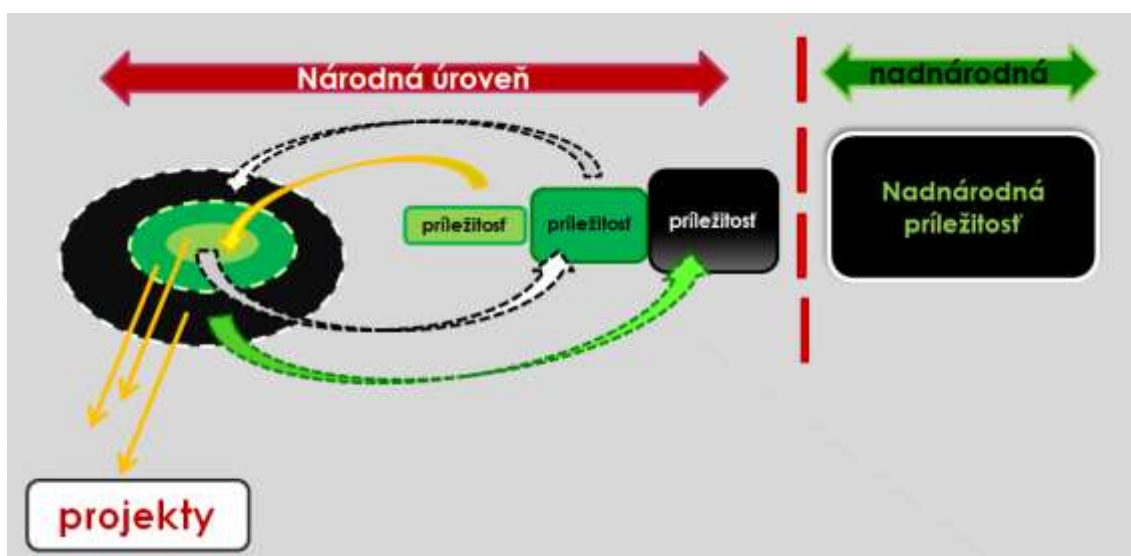 Národná úroveň
nadnárodná
príležitosť
príležitosť
príležitosť
Nadnárodná
príležitosť
projekty